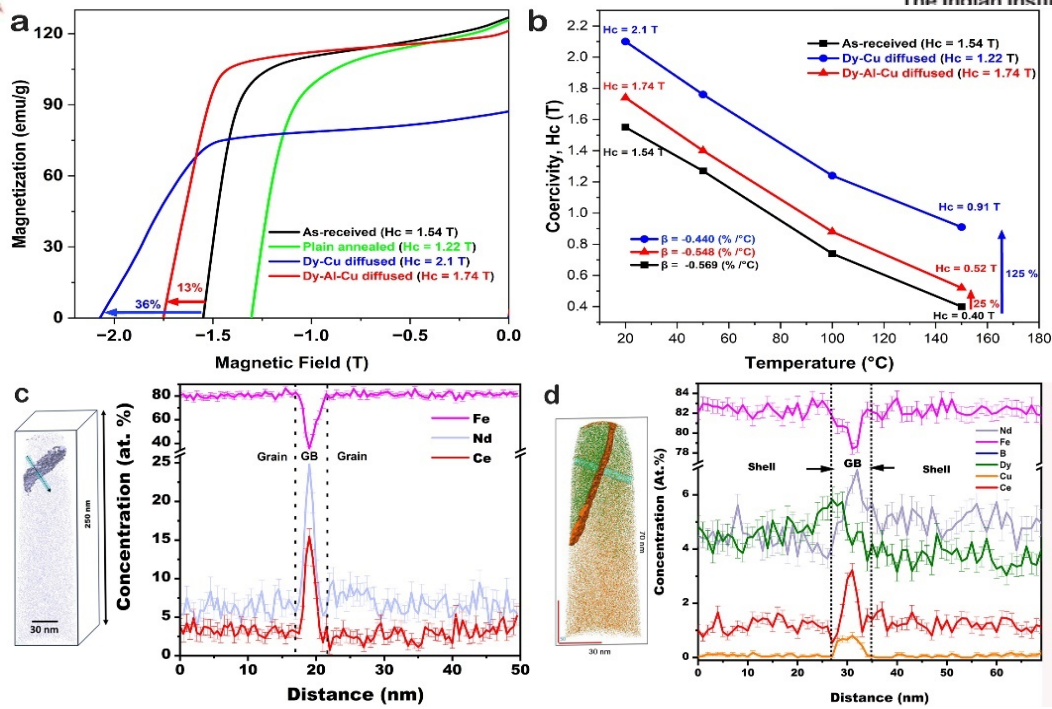 The Indian Insti
a
Magnetization (emu/g)
120
90
60
30
0
As-received (Hc = 1.54 T)
Plain annealed (Hc = 1.22 T)
Dy-Cu diffused (Hc = 2.1 T)
Dy-Al-Cu diffused (Hc = 1.74 T)
13%
36%
−2.0 −1.5 −1.0 −0.5 0.0
Magnetic Field (T)
b
Coercivity, Hc (T)
2.2
2.0
1.8
1.6
1.4
1.2
1.0
0.8
0.6
0.4
Hc = 2.1 T
As-received (Hc = 1.54 T)
Dy-Cu diffused (Hc = 1.22 T)
Dy-Al-Cu diffused (Hc = 1.74 T)
Hc = 1.74 T
Hc = 1.54 T
Hc = 0.91 T
β = -0.440 (% /°C)
β = -0.548 (% /°C)
β = -0.569 (% /°C)
Hc = 0.52 T
125 %
25 %
Hc = 0.40 T
20 40 60 80 100 120 140 160 180
Temperature (°C)
c
250 nm
30 nm
Concentration (at. %)
80
60
40
25
20
15
10
5
0
Fe
Nd
Ce
Grain GB Grain
0 10 20 30 40 50
Distance (nm)
d
70 nm
30 nm
Concentration (At.%)
84
82
80
78
6
4
2
0
Nd
Fe
B
Dy
Cu
Ce
Shell GB Shell
0 10 20 30 40 50 60
Distance (nm)